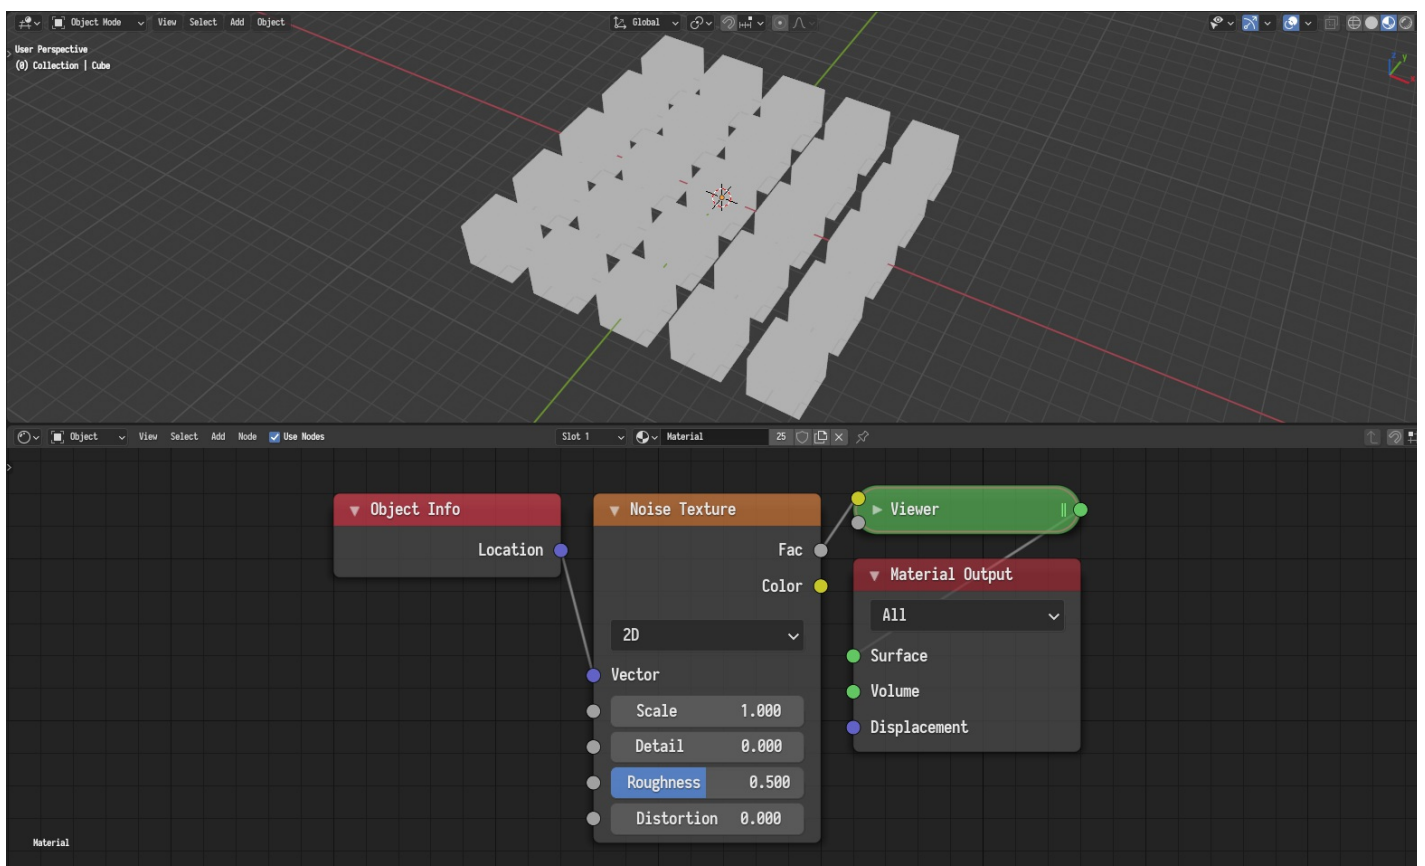 Object Mode View Select Add Object Global
User Perspective
(0) Collection | Cube
Z Y X
Object View Select Add Node Use Nodes Slot 1 Material 25
Object Info
Location
Noise Texture
Fac
Color
2D
Vector
Scale 1.000
Detail 0.000
Roughness 0.500
Distortion 0.000
Viewer
Material Output
All
Surface
Volume
Displacement
Material